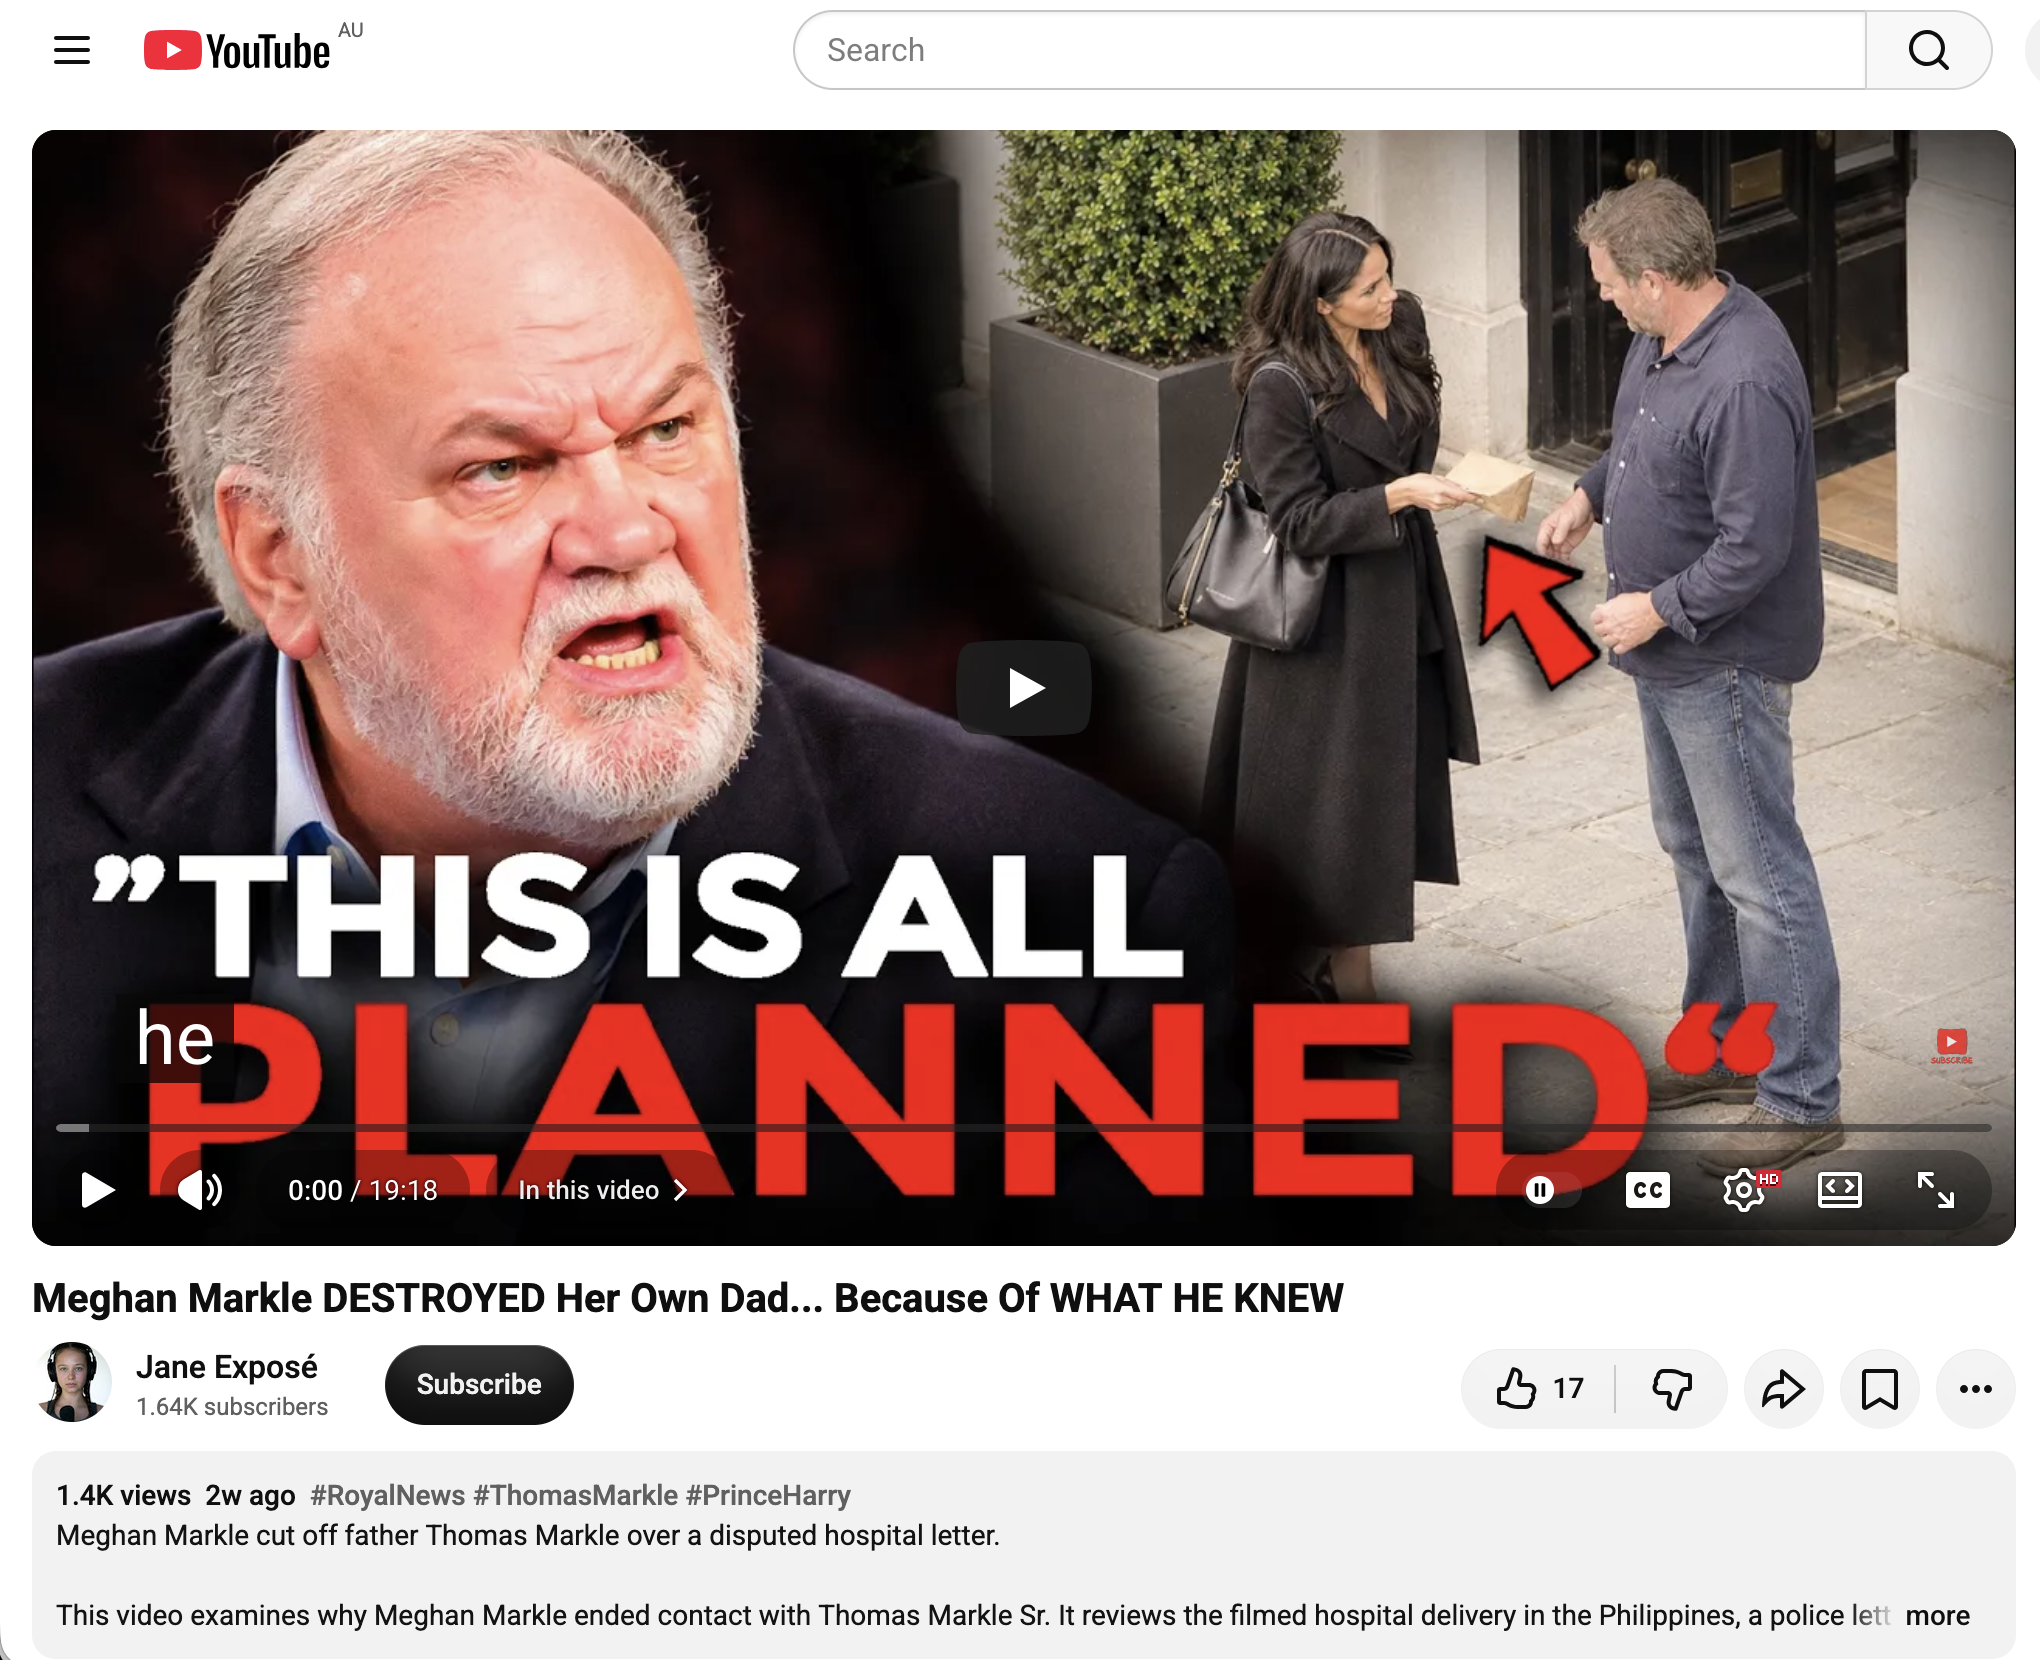 YouTube AU
Search
”THIS IS ALL
PLANNED“
he
SUBSCRIBE
0:00 / 19:18
In this video
CC
HD
Meghan Markle DESTROYED Her Own Dad... Because Of WHAT HE KNEW
Jane Exposé
1.64K subscribers
Subscribe
17
1.4K views 2w ago #RoyalNews #ThomasMarkle #PrinceHarry
Meghan Markle cut off father Thomas Markle over a disputed hospital letter.
This video examines why Meghan Markle ended contact with Thomas Markle Sr. It reviews the filmed hospital delivery in the Philippines, a police lett more